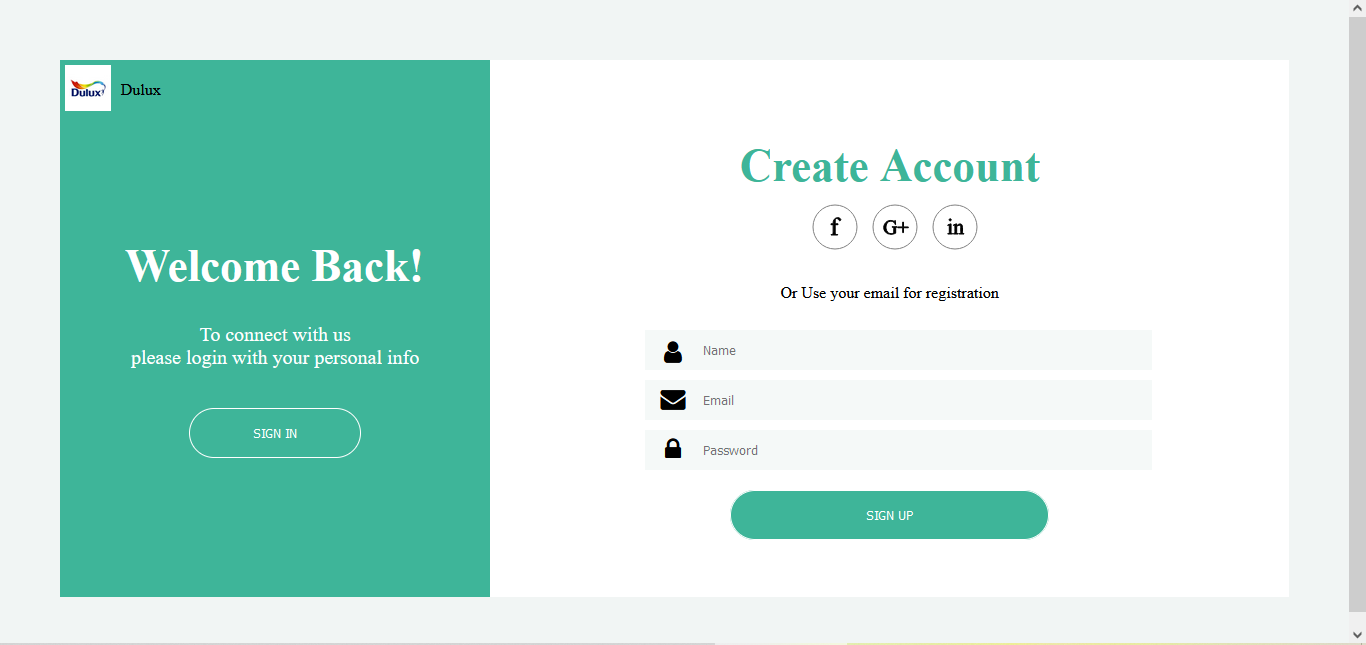 Dulux
Dulux
Welcome Back!
To connect with us
please login with your personal info
SIGN IN
Create Account
f G+ in
Or Use your email for registration
Name
Email
Password
SIGN UP